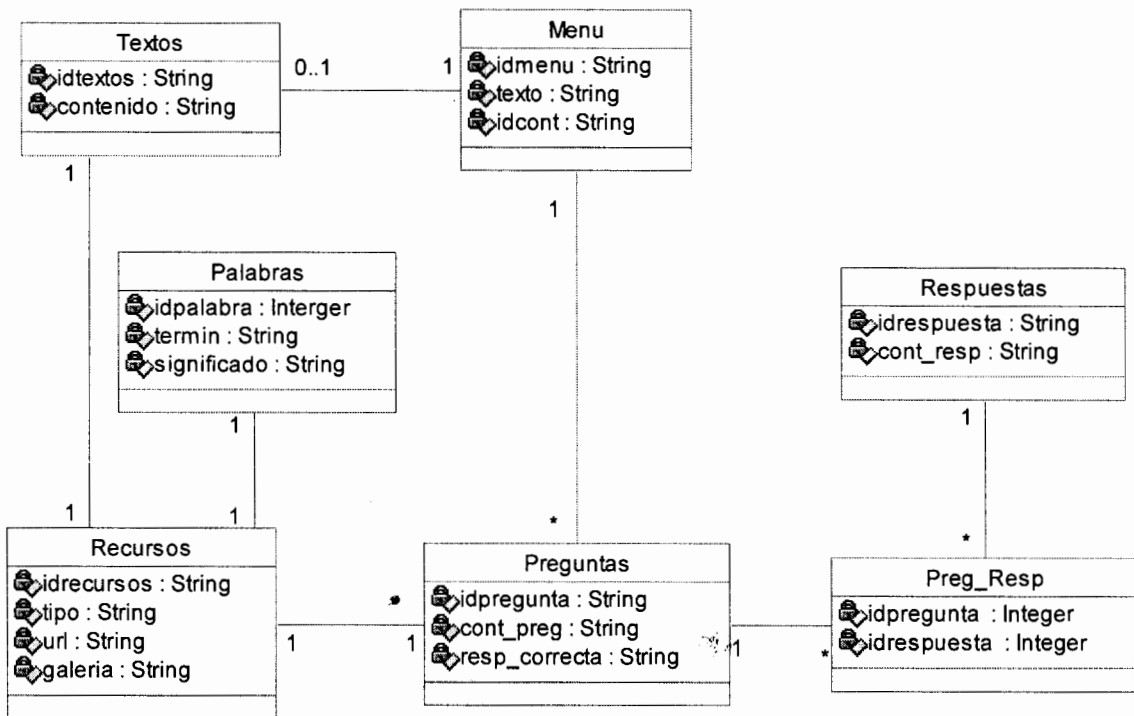 Textos
idtextos : String
contenido : String
0..1
1
Menu
idmenu : String
texto : String
idcont : String
1
1
Palabras
idpalabra : Interger
termin : String
significado : String
Respuestas
idrespuesta : String
cont_resp : String
1
1
1
1
*
*
Recursos
idrecursos : String
tipo : String
url : String
galeria : String
1
1
Preguntas
idpregunta : String
cont_preg : String
resp_correcta : String
1
*
Preg_Resp
idpregunta : Integer
idrespuesta : Integer